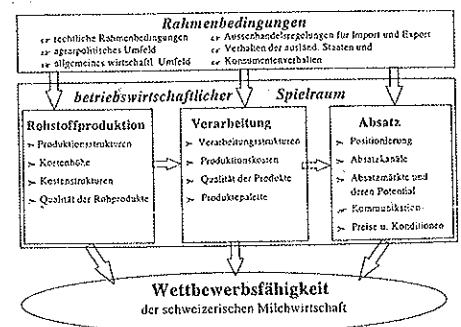 Rahmenbedingungen
rechtliche Rahmenbedingungen
agrarpolitisches Umfeld
allgemeines wirtschaftl. Umfeld
Aussenhandelsregelungen für Import und Export
Verhalten der ausländ. Staaten und
Konsumentenverhalten
betriebswirtschaftlicher Spielraum
Rohstoffproduktion
Produktionsstrukturen
Kostenhöhe
Kostenstrukturen
Qualität der Rohprodukte
Verarbeitung
Verarbeitungsstrukturen
Produktionskosten
Qualität der Produkte
Produktepalette
Absatz
Positionierung
Absatzkanäle
Absatzmärkte und
deren Potential
Kommunikation
Preise u. Konditionen
Wettbewerbsfähigkeit
der schweizerischen Milchwirtschaft